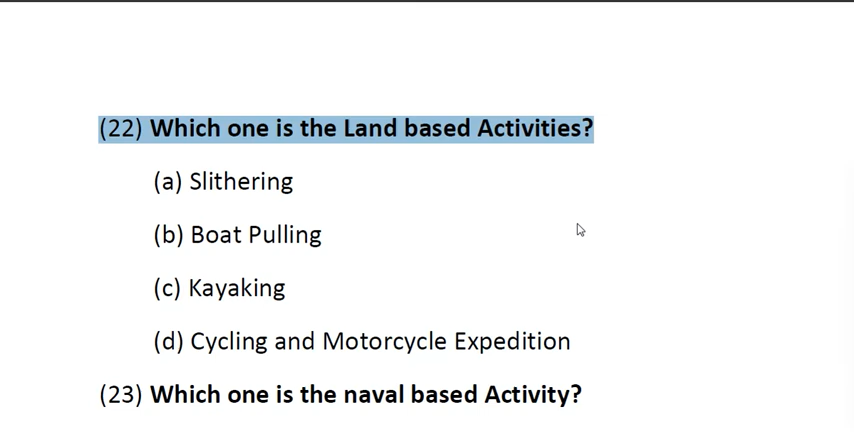 (22) Which one is the Land based Activities?
(a) Slithering
(b) Boat Pulling
(c) Kayaking
(d) Cycling and Motorcycle Expedition
(23) Which one is the naval based Activity?